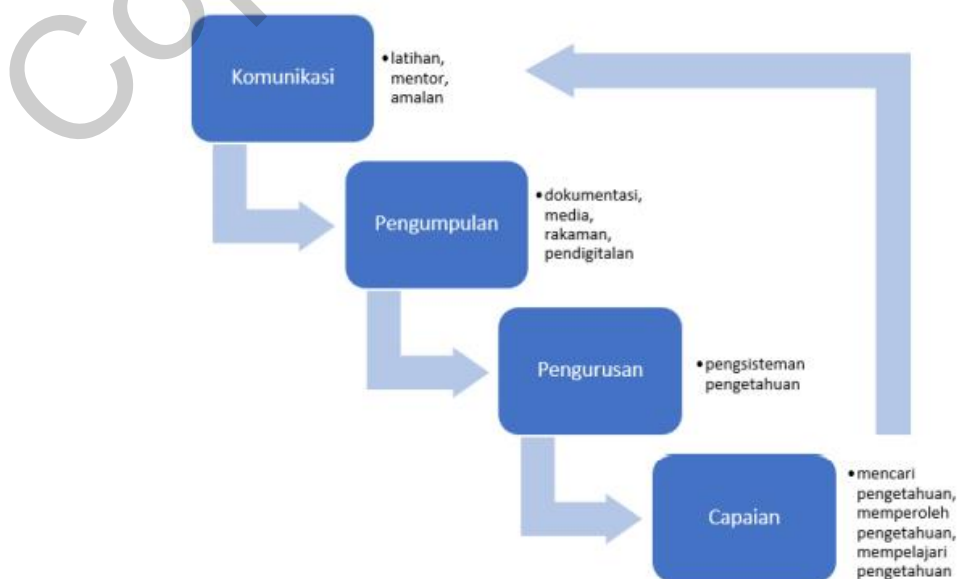 Komunikasi
•latihan,
mentor,
amalan
Pengumpulan
•dokumentasi,
media,
rakaman,
pendigitalan
Pengurusan
•pengsisteman
pengetahuan
Capaian
•mencari
pengetahuan,
memperoleh
pengetahuan,
mempelajari
pengetahuan